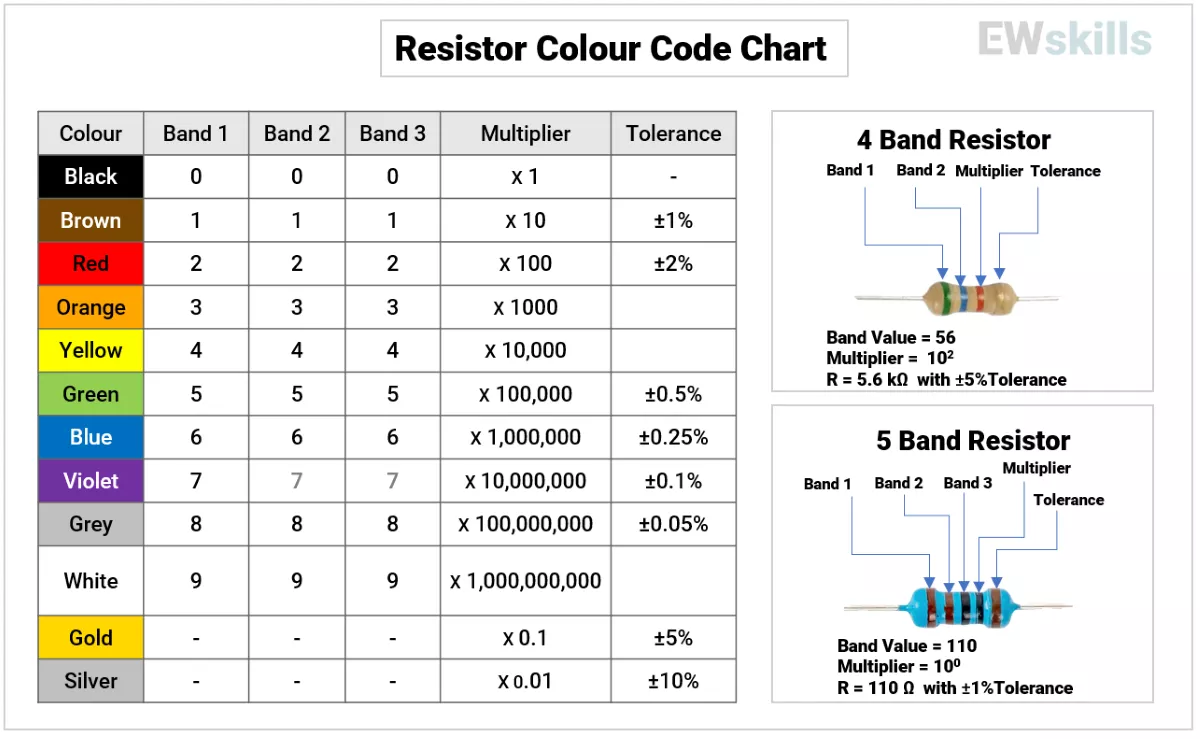 Resistor Colour Code Chart
EWskills
Colour Band 1 Band 2 Band 3 Multiplier Tolerance
Black 0 0 0 x 1 -
Brown 1 1 1 x 10 ±1%
Red 2 2 2 x 100 ±2%
Orange 3 3 3 x 1000
Yellow 4 4 4 x 10,000
Green 5 5 5 x 100,000 ±0.5%
Blue 6 6 6 x 1,000,000 ±0.25%
Violet 7 7 7 x 10,000,000 ±0.1%
Grey 8 8 8 x 100,000,000 ±0.05%
White 9 9 9 x 1,000,000,000
Gold - - - x 0.1 ±5%
Silver - - - x 0.01 ±10%
4 Band Resistor
Band 1 Band 2 Multiplier Tolerance
Band Value = 56
Multiplier = 10²
R = 5.6 kΩ with ±5%Tolerance
5 Band Resistor
Multiplier
Band 1 Band 2 Band 3
Tolerance
Band Value = 110
Multiplier = 10⁰
R = 110 Ω with ±1%Tolerance